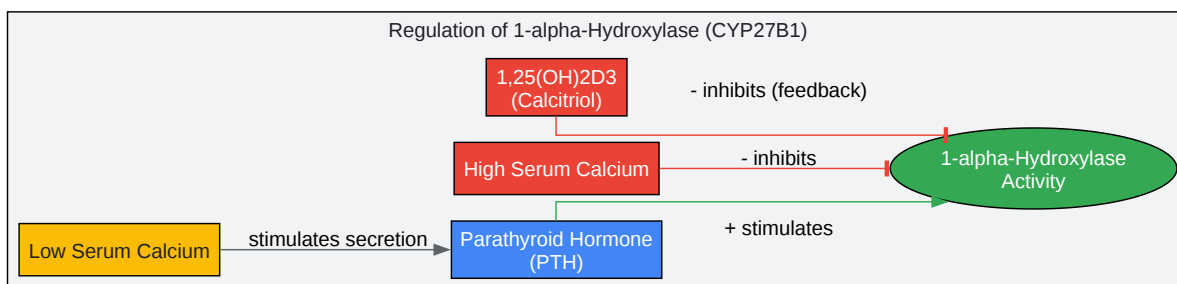 Regulation of 1-alpha-Hydroxylase (CYP27B1)
1,25(OH)2D3
(Calcitriol)
- inhibits (feedback)
High Serum Calcium
- inhibits
1-alpha-Hydroxylase
Activity
Low Serum Calcium
stimulates secretion
Parathyroid Hormone
(PTH)
+ stimulates